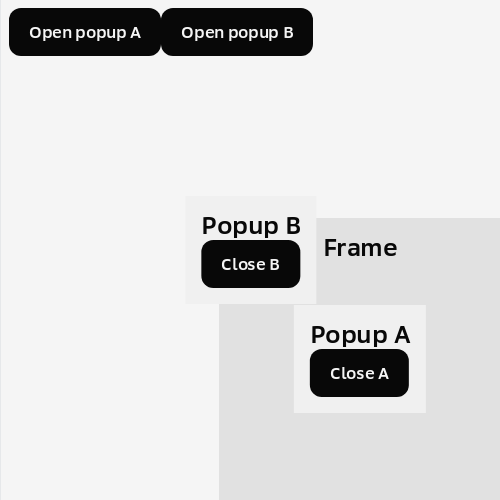 Open popup A
Open popup B
Popup B
Close B
Frame
Popup A
Close A